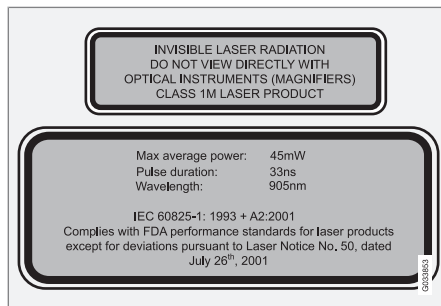 INVISIBLE LASER RADIATION
DO NOT VIEW DIRECTLY WITH
OPTICAL INSTRUMENTS (MAGNIFIERS)
CLASS 1M LASER PRODUCT
Max average power: 45mW
Pulse duration: 33ns
Wavelength: 905nm
IEC 60825-1: 1993 + A2:2001
Complies with FDA performance standards for laser products
except for deviations pursuant to Laser Notice No. 50, dated
July 26th, 2001
G033853